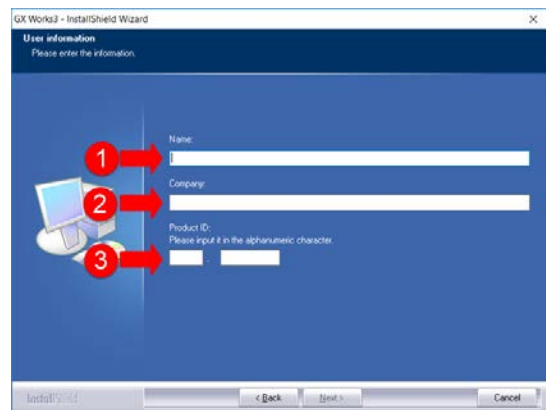 GX Works3 - InstallShield Wizard
User information
Please enter the information.
Name:
1
Company:
2
Product ID:
Please input it in the alphanumeric character.
3
-
InstallShield
< Back Next > Cancel